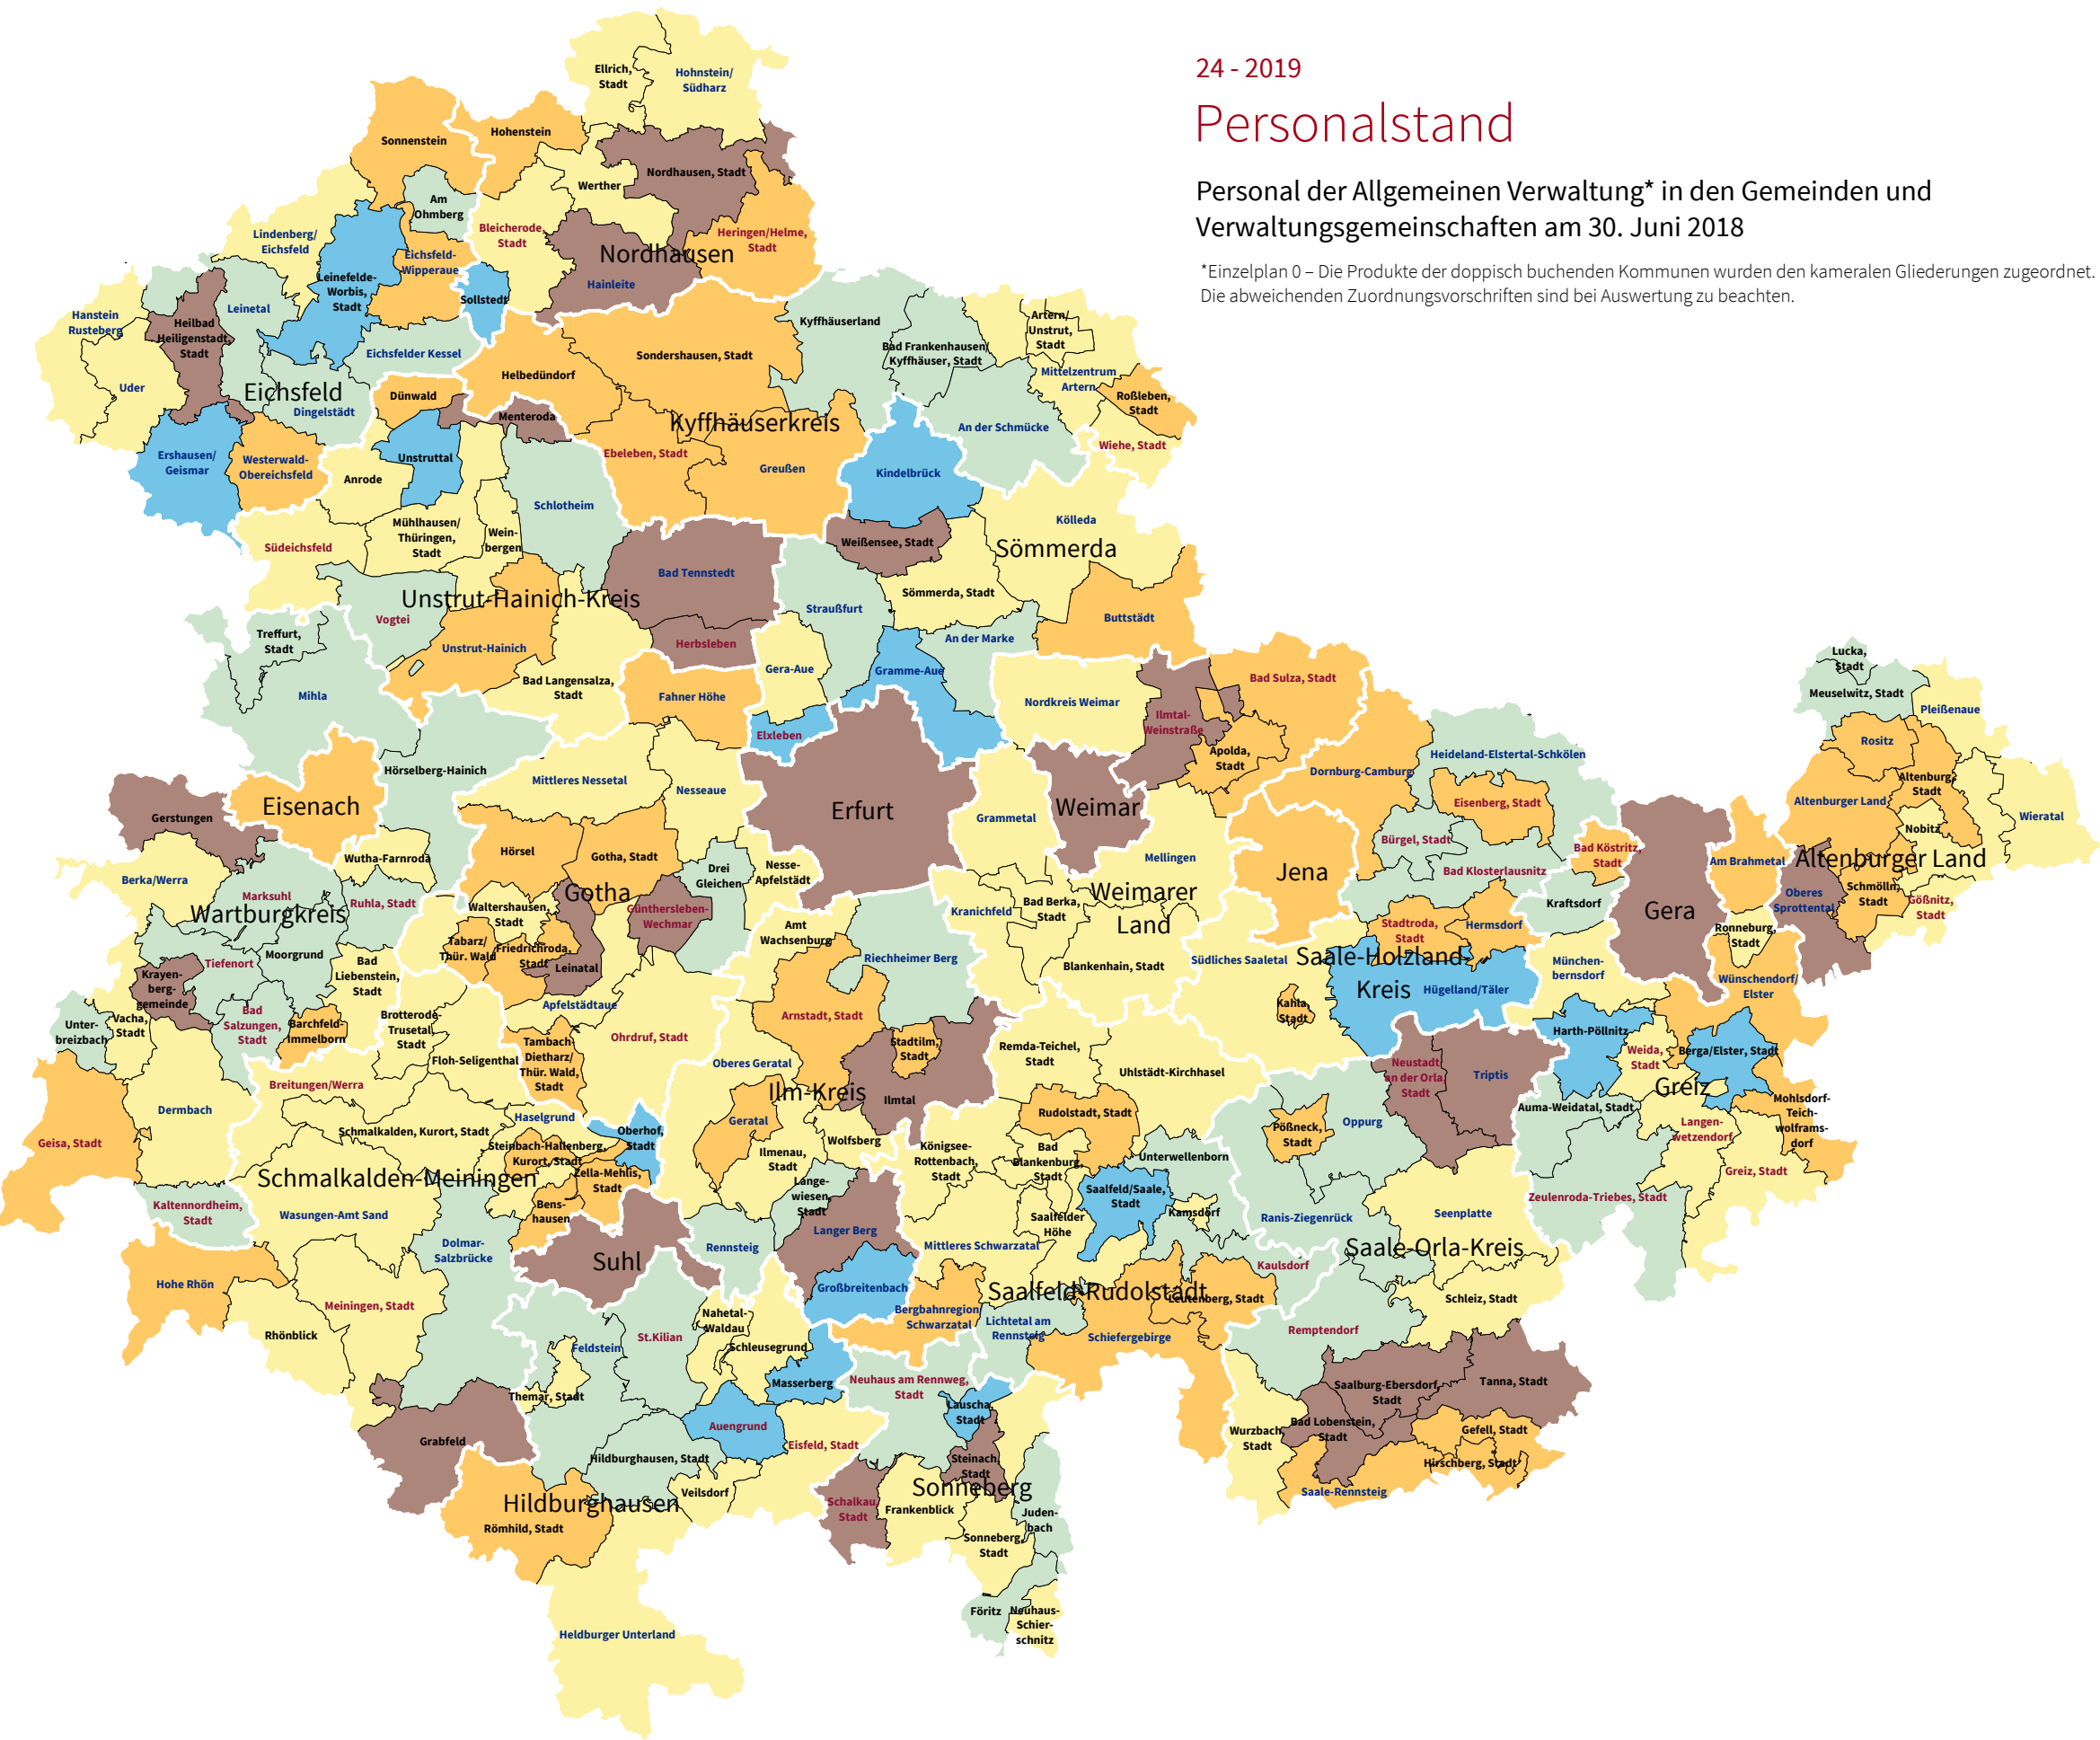 24 - 2019
Personalstand
Personal der Allgemeinen Verwaltung* in den Gemeinden und
Verwaltungsgemeinschaften am 30. Juni 2018
*Einzelplan 0 – Die Produkte der doppisch buchenden Kommunen wurden den kameralen Gliederungen zugeordnet.
Die abweichenden Zuordnungsvorschriften sind bei Auswertung zu beachten.
Ellrich,
Stadt
Hohnstein/
Südharz
Sonnenstein
Hohenstein
Werther
Nordhausen, Stadt
Am
Ohmberg
Bleicherode,
Stadt
Heringen/Helme,
Stadt
Nordhausen
Hainleite
Lindenberg/
Eichsfeld
Eichsfeld-
Wipperaue
Leinefelde-
Worbis,
Stadt
Sollstedt
Leinetal
Hanstein
Rusteberg
Heilbad
Heiligenstadt,
Stadt
Eichsfelder Kessel
Uder
Eichsfeld
Dingelstädt
Dünwald
Helbedündorf
Sondershausen, Stadt
Kyffhäuserland
Bad Frankenhausen/
Kyffhäuser, Stadt
Artern/
Unstrut,
Stadt
Mittelzentrum
Artern
Roßleben,
Stadt
Wiehe, Stadt
Menteroda
Kyffhäuserkreis
An der Schmücke
Ershausen/
Geismar
Westerwald-
Obereichsfeld
Unstruttal
Anrode
Ebeleben, Stadt
Greußen
Kindelbrück
Schlotheim
Mühlhausen/
Thüringen,
Stadt
Wein-
bergen
Südeichsfeld
Kölleda
Weißensee, Stadt
Sömmerda
Bad Tennstedt
Sömmerda, Stadt
Unstrut-Hainich-Kreis
Straußfurt
Buttstädt
Vogtei
Treffurt,
Stadt
Unstrut-Hainich
Herbsleben
An der Marke
Gera-Aue
Gramme-Aue
Mihla
Bad Langensalza,
Stadt
Fahner Höhe
Nordkreis Weimar
Bad Sulza, Stadt
Ilmtal-
Weinstraße
Elxleben
Apolda,
Stadt
Hörselberg-Hainich
Mittleres Nessetal
Nesseaue
Dornburg-Camburg
Heideland-Elstertal-Schkölen
Eisenberg, Stadt
Lucka,
Stadt
Meuselwitz, Stadt
Pleißenaue
Rositz
Altenburg,
Stadt
Altenburger Land
Nobitz
Wieratal
Gerstungen
Eisenach
Erfurt
Grammetal
Weimar
Wutha-Farnroda
Hörsel
Gotha, Stadt
Drei
Gleichen
Nesse-
Apfelstädt
Mellingen
Jena
Bürgel, Stadt
Bad Klosterlausnitz
Bad Köstritz,
Stadt
Am Brahmetal
Altenburger Land
Berka/Werra
Marksuhl
Ruhla, Stadt
Wartburgkreis
Gotha
Waltershausen,
Stadt
Günthersleben-
Wechmar
Kranichfeld
Bad Berka,
Stadt
Weimarer
Land
Kraftsdorf
Gera
Oberes
Sprottental
Schmölln,
Stadt
Gößnitz,
Stadt
Amt
Wachsenburg
Stadtroda,
Stadt
Hermsdorf
Ronneburg,
Stadt
Tabarz/
Thür. Wald
Friedrichroda,
Stadt
Leinatal
Riechheimer Berg
Blankenhain, Stadt
Südliches Saaletal
Saale-Holzland-
Kreis
Hügelland/Täler
München-
bernsdorf
Wünschendorf/
Elster
Tiefenort
Moorgrund
Krayen-
berg-
gemeinde
Bad
Liebenstein,
Stadt
Apfelstädtaue
Arnstadt, Stadt
Kahla,
Stadt
Unter-
breizbach
Vacha,
Stadt
Bad
Salzungen,
Stadt
Barchfeld-
Immelborn
Brotterode-
Trusetal,
Stadt
Ohrdruf, Stadt
Stadtilm,
Stadt
Harth-Pöllnitz
Weida,
Stadt
Berga/Elster, Stadt
Floh-Seligenthal
Tambach-
Dietharz/
Thür. Wald,
Stadt
Oberes Geratal
Remda-Teichel,
Stadt
Uhlstädt-Kirchhasel
Neustadt
an der Orla,
Stadt
Triptis
Greiz
Breitungen/Werra
Dermbach
Ilm-Kreis
Ilmtal
Auma-Weidatal, Stadt
Mohlsdorf-
Teich-
wolframs-
dorf
Haselgrund
Geratal
Rudolstadt, Stadt
Oppurg
Pößneck,
Stadt
Langen-
wetzendorf
Geisa, Stadt
Schmalkalden, Kurort, Stadt
Oberhof,
Stadt
Wolfsberg
Steinbach-Hallenberg,
Kurort, Stadt
Ilmenau,
Stadt
Königsee-
Rottenbach,
Stadt
Bad
Blankenburg,
Stadt
Unterwellenborn
Greiz, Stadt
Schmalkalden-Meiningen
Zella-Mehlis,
Stadt
Lange-
wiesen,
Stadt
Saalfeld/Saale,
Stadt
Zeulenroda-Triebes, Stadt
Kaltennordheim,
Stadt
Wasungen-Amt Sand
Bens-
hausen
Saalfelder
Höhe
Kamsdorf
Ranis-Ziegenrück
Seenplatte
Dolmar-
Salzbrücke
Suhl
Rennsteig
Langer Berg
Mittleres Schwarzatal
Saale-Orla-Kreis
Kaulsdorf
Hohe Rhön
Großbreitenbach
Saalfeld-Rudolstadt
Leutenberg, Stadt
Schleiz, Stadt
Meiningen, Stadt
Bergbahnregion/
Schwarzatal
Lichtetal am
Rennsteig
Schiefergebirge
Remptendorf
Rhönblick
Nahetal-
Waldau
St.Kilian
Feldstein
Schleusegrund
Masserberg
Neuhaus am Rennweg,
Stadt
Lauscha,
Stadt
Saalburg-Ebersdorf,
Stadt
Tanna, Stadt
Themar, Stadt
Auengrund
Eisfeld, Stadt
Wurzbach,
Stadt
Bad Lobenstein,
Stadt
Gefell, Stadt
Grabfeld
Hildburghausen, Stadt
Steinach,
Stadt
Hirschberg, Stadt
Sonneberg
Saale-Rennsteig
Hildburghausen
Veilsdorf
Schalkau,
Stadt
Frankenblick
Juden-
bach
Römhild, Stadt
Sonneberg,
Stadt
Föritz
Neuhaus-
Schier-
schnitz
Heldburger Unterland